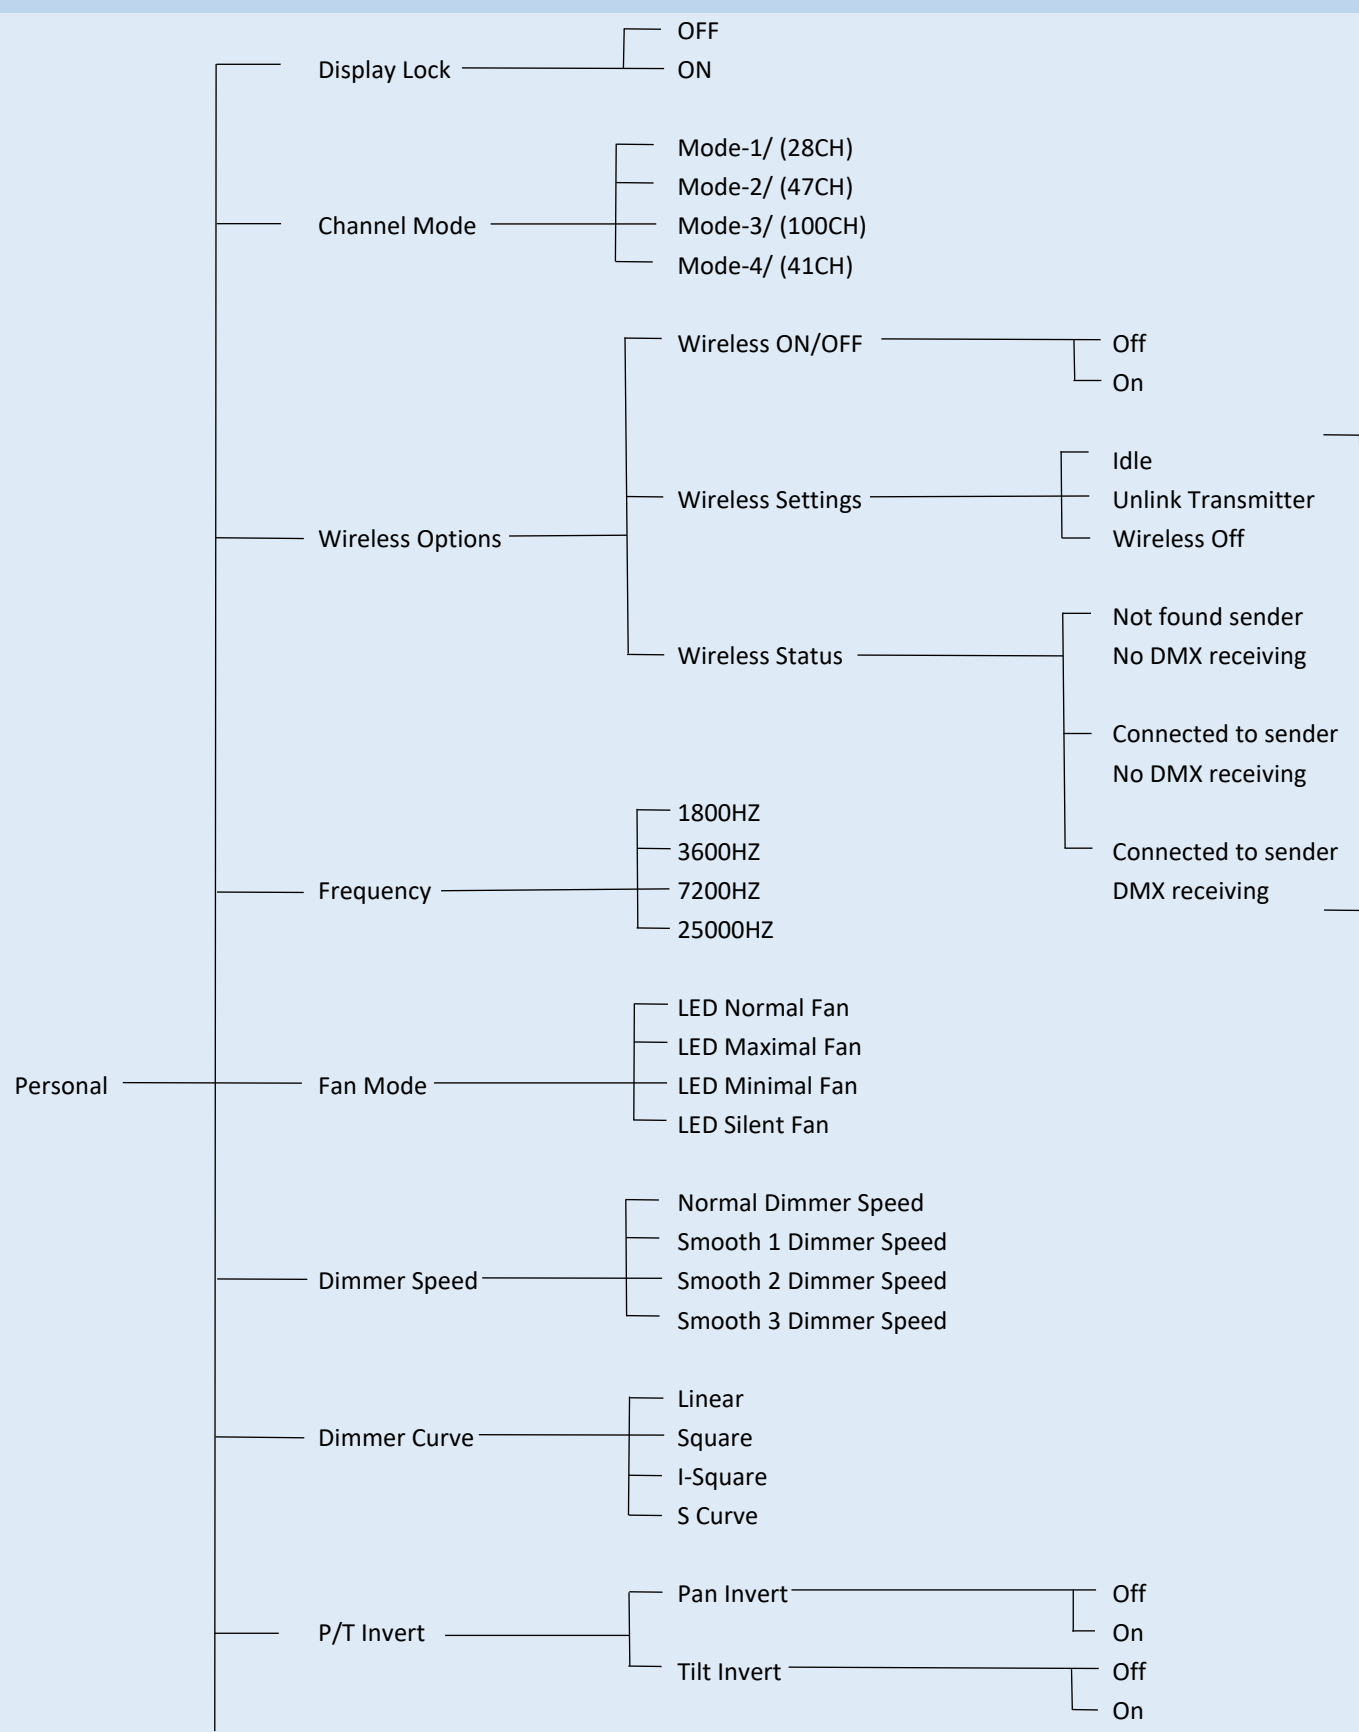 OFF
Display Lock
ON
Mode-1/ (28CH)
Mode-2/ (47CH)
Channel Mode
Mode-3/ (100CH)
Mode-4/ (41CH)
Wireless ON/OFF
Off
On
Idle
Wireless Settings
Unlink Transmitter
Wireless Options
Wireless Off
Not found sender
Wireless Status
No DMX receiving
Connected to sender
No DMX receiving
1800HZ
3600HZ
Connected to sender
Frequency
7200HZ
DMX receiving
25000HZ
LED Normal Fan
LED Maximal Fan
Personal
Fan Mode
LED Minimal Fan
LED Silent Fan
Normal Dimmer Speed
Smooth 1 Dimmer Speed
Dimmer Speed
Smooth 2 Dimmer Speed
Smooth 3 Dimmer Speed
Linear
Dimmer Curve
Square
I-Square
S Curve
Pan Invert
Off
P/T Invert
On
Tilt Invert
Off
On